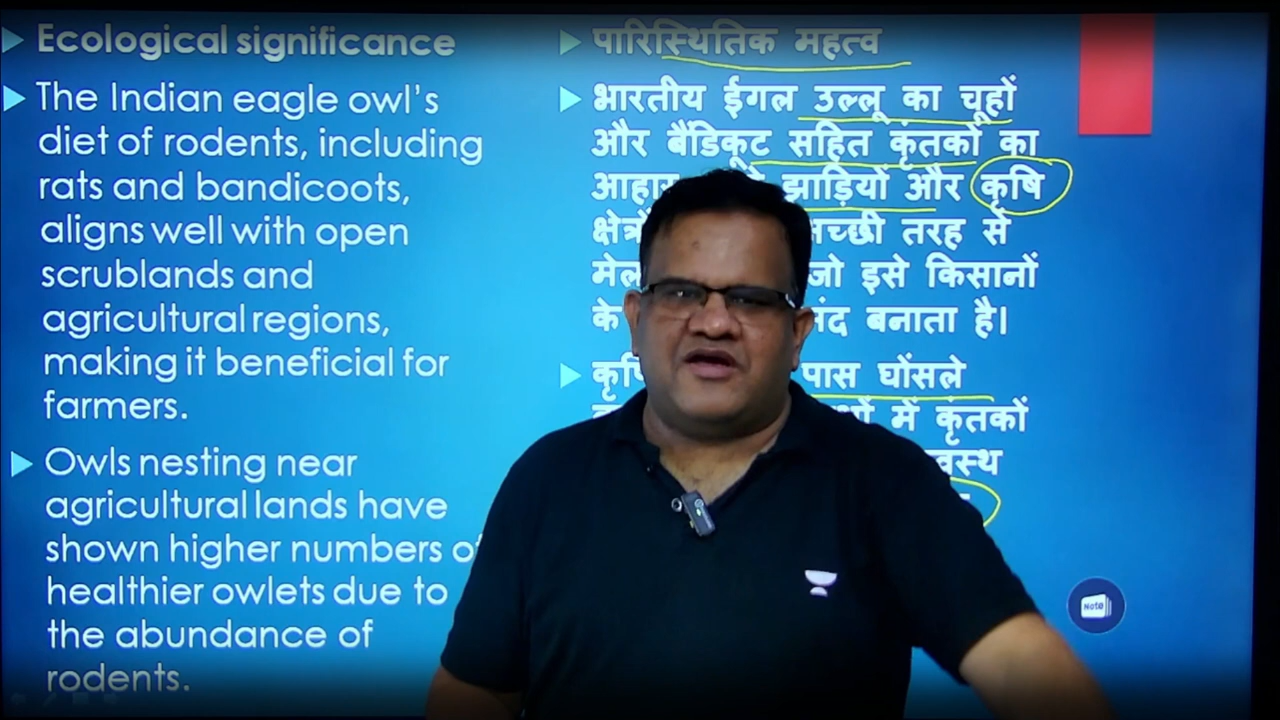 Ecological significance
The Indian eagle owl's
diet of rodents, including
rats and bandicoots,
aligns well with open
scrublands and
agricultural regions,
making it beneficial for
farmers.
Owls nesting near
agricultural lands have
shown higher numbers of
healthier owlets due to
the abundance of
rodents.
पारिस्थितिक महत्व
भारतीय ईगल उल्लू का चूहों
और बैंडिकूट सहित कृंतकों का
आहार झाड़ियों और कृषि
तरह से
जो इसे किसानों
के बनाता है।
पास घोंसले
में कृंतकों
Note